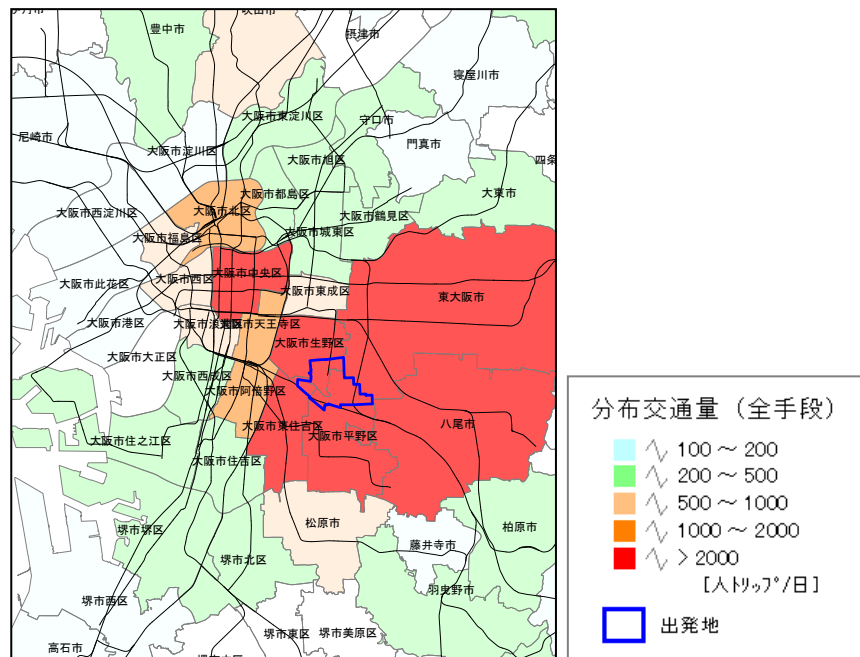 吹田市
豊中市
摂津市
寝屋川市
大阪市東淀川区
守口市
尼崎市
門真市
大阪市淀川区
大阪市旭区
四条
大阪市都島区
大東市
大阪市西淀川区
大阪市北区
大阪市鶴見区
大阪市城東区
大阪市福島区
大阪市中央区
大阪市西区
大阪市此花区
大阪市東成区
東大阪市
大阪市港区
大阪市天王寺区
大阪市生野区
大阪市大正区
大阪市西成区
大阪市阿倍野区
大阪市東住吉区
八尾市
大阪市平野区
大阪市住之江区
大阪市住吉区
松原市
堺市堺区
柏原市
藤井寺市
堺市北区
羽曳野市
堺市西区
堺市東区
堺市美原区
高石市
分布交通量（全手段）
100～200
200～500
500～1000
1000～2000
>2000
[人トリップ/日]
出発地